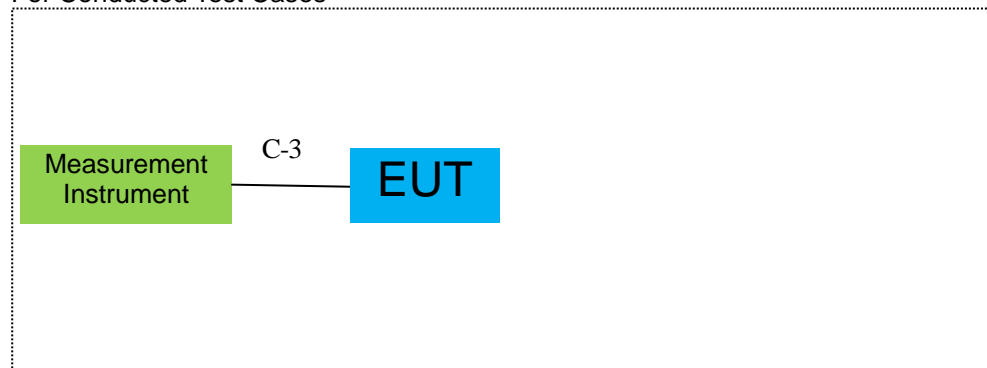 For Conducted Test Cases
C-3
Measurement
Instrument
EUT